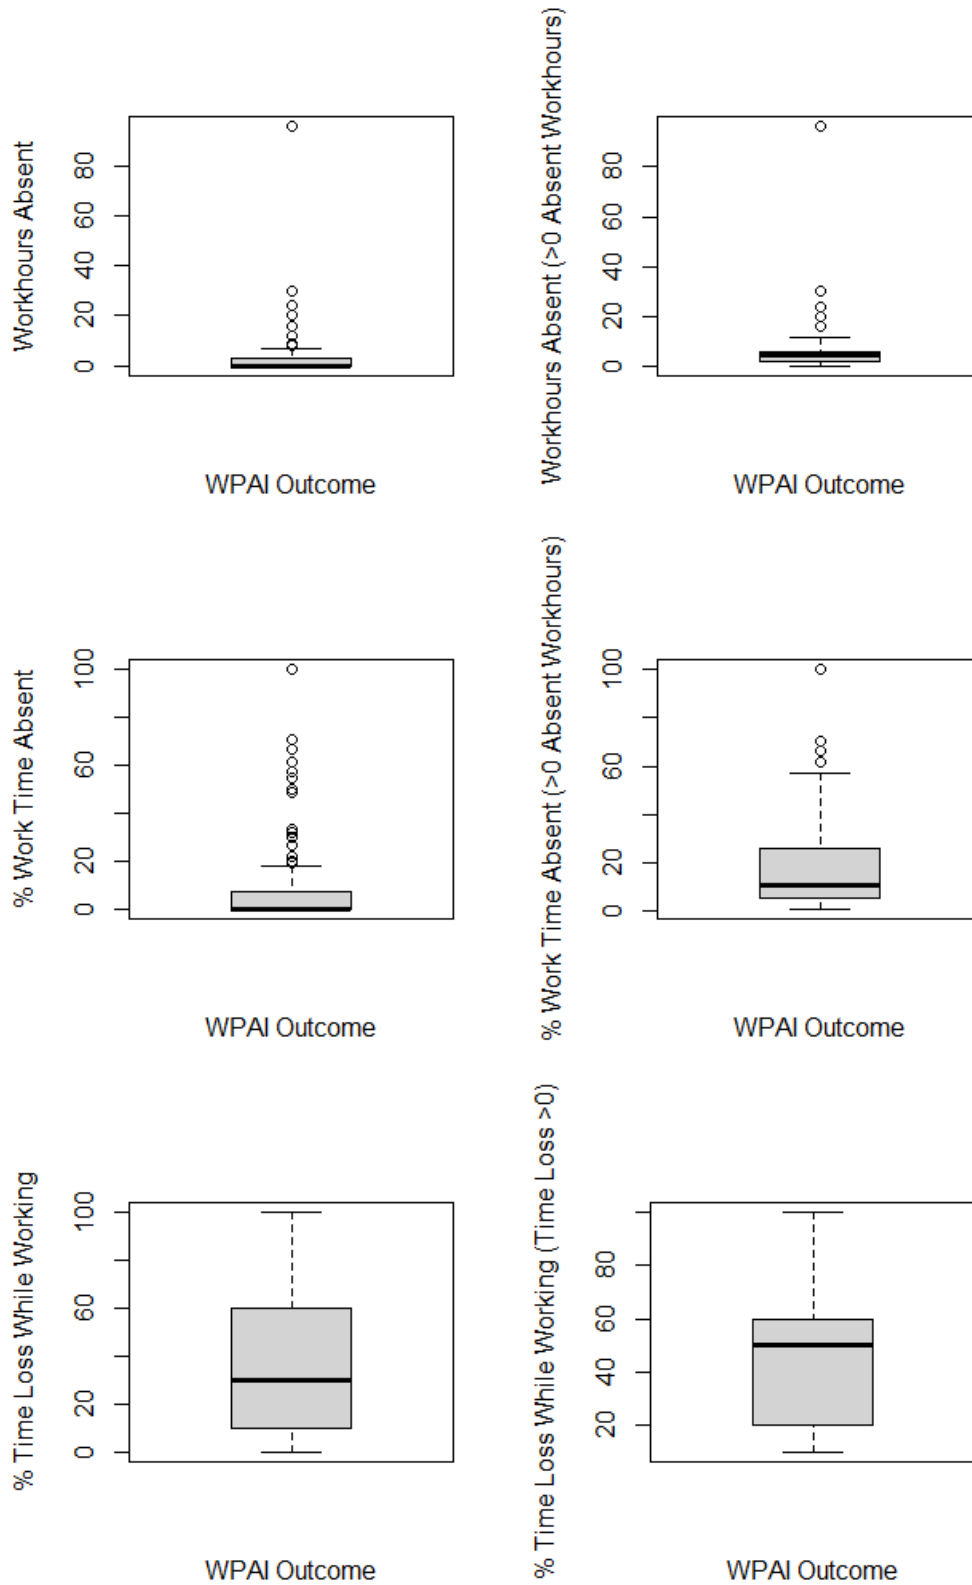 Workhours Absent
80
60
40
20
0
WPAI Outcome
Workhours Absent (>0 Absent Workhours)
80
60
40
20
0
WPAI Outcome
% Work Time Absent
100
60
20
0
WPAI Outcome
% Work Time Absent (>0 Absent Workhours)
100
60
20
0
WPAI Outcome
% Time Loss While Working
100
60
20
0
WPAI Outcome
% Time Loss While Working (Time Loss >0)
80
60
40
20
WPAI Outcome